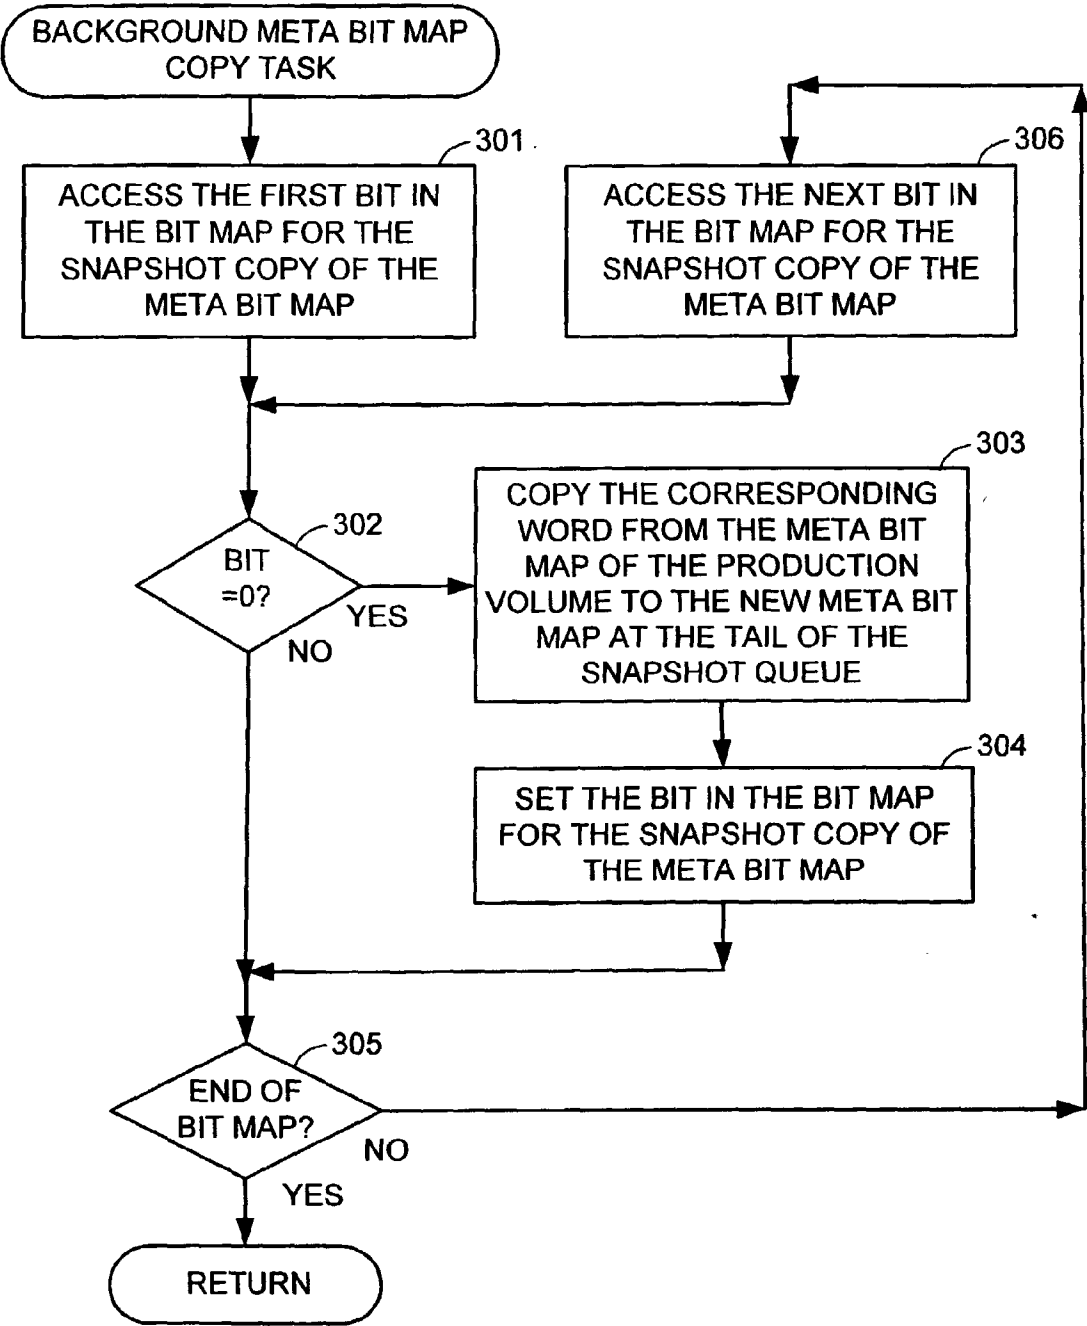 BACKGROUND META BIT MAP
COPY TASK
301
ACCESS THE FIRST BIT IN
THE BIT MAP FOR THE
SNAPSHOT COPY OF THE
META BIT MAP
306
ACCESS THE NEXT BIT IN
THE BIT MAP FOR THE
SNAPSHOT COPY OF THE
META BIT MAP
302
BIT
=0?
YES
NO
303
COPY THE CORRESPONDING
WORD FROM THE META BIT
MAP OF THE PRODUCTION
VOLUME TO THE NEW META BIT
MAP AT THE TAIL OF THE
SNAPSHOT QUEUE
304
SET THE BIT IN THE BIT MAP
FOR THE SNAPSHOT COPY OF
THE META BIT MAP
305
END OF
BIT MAP?
NO
YES
RETURN